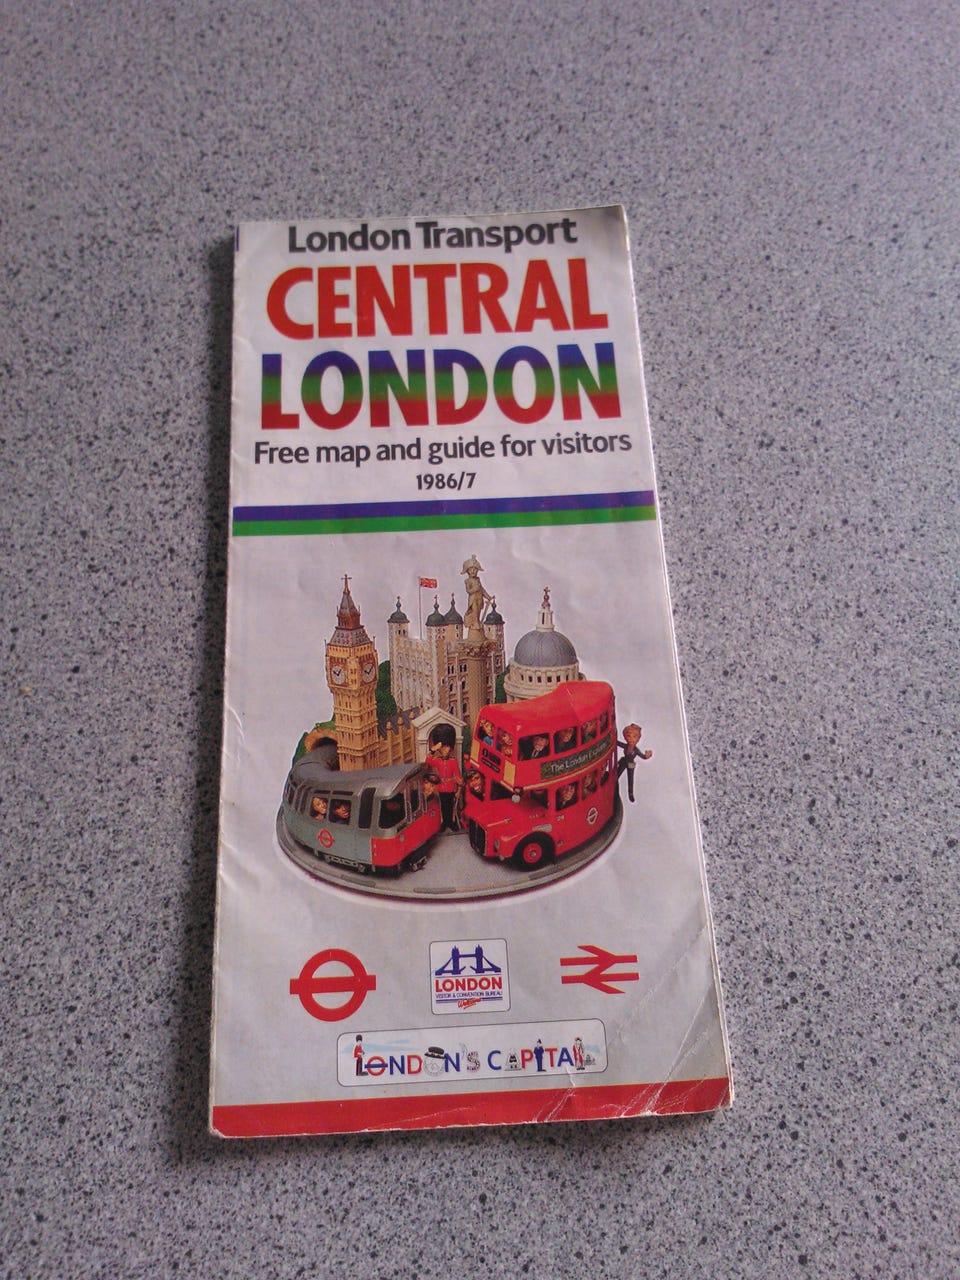 London Transport
CENTRAL
LONDON
Free map and guide for visitors
1986/7
The London Explorer
LONDON
VISITOR & CONVENTION BUREAU
Welcome
LONDON'S CAPITAL